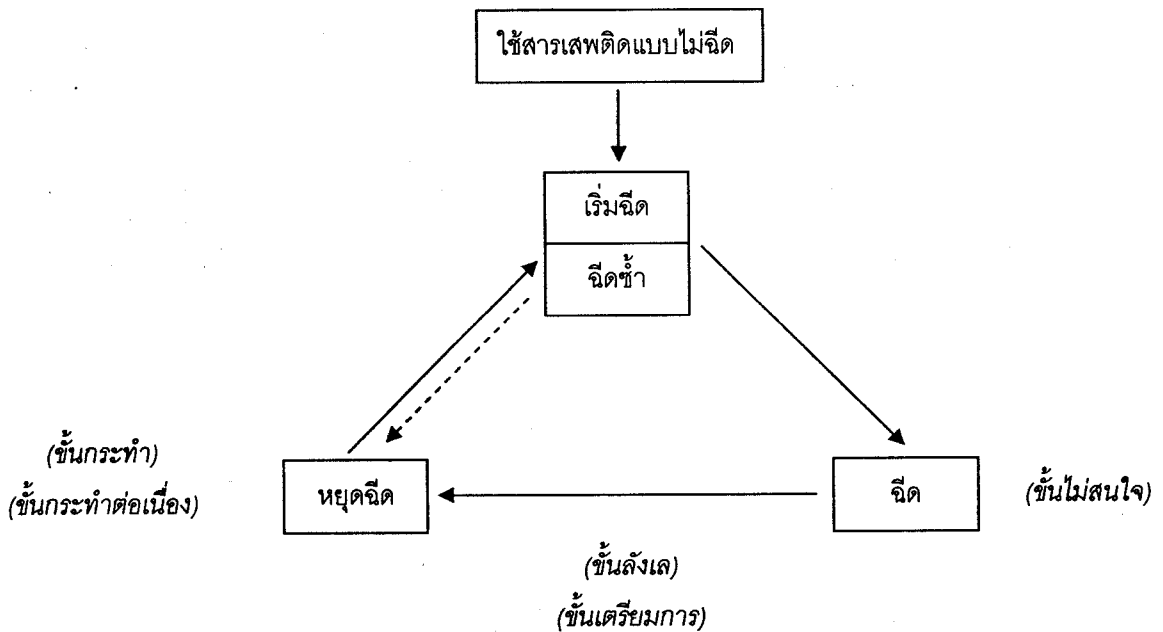 ใช้สารเสพติดแบบไม่ฉีด
เริ่มฉีด
ฉีดซ้ำ
(ขั้นกระทำ)
(ขั้นกระทำต่อเนื่อง)
หยุดฉีด
ฉีด
(ขั้นไม่สนใจ)
(ขั้นลังเล)
(ขั้นเตรียมการ)